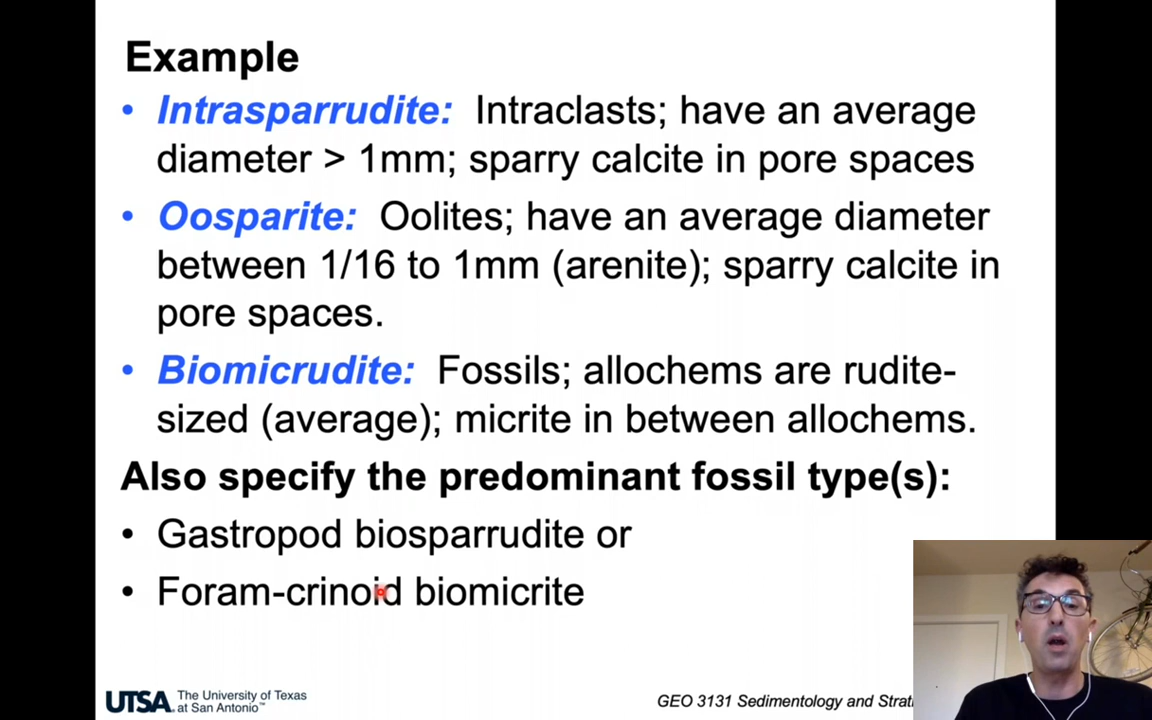 Example
• Intrasparrudite: Intraclasts; have an average
diameter > 1mm; sparry calcite in pore spaces
• Oosparite: Oolites; have an average diameter
between 1/16 to 1mm (arenite); sparry calcite in
pore spaces.
• Biomicrudite: Fossils; allochems are rudite-
sized (average); micrite in between allochems.
Also specify the predominant fossil type(s):
• Gastropod biosparrudite or
• Foram-crinoid biomicrite
UTSA The University of Texas
at San Antonio™
GEO 3131 Sedimentology and Strati